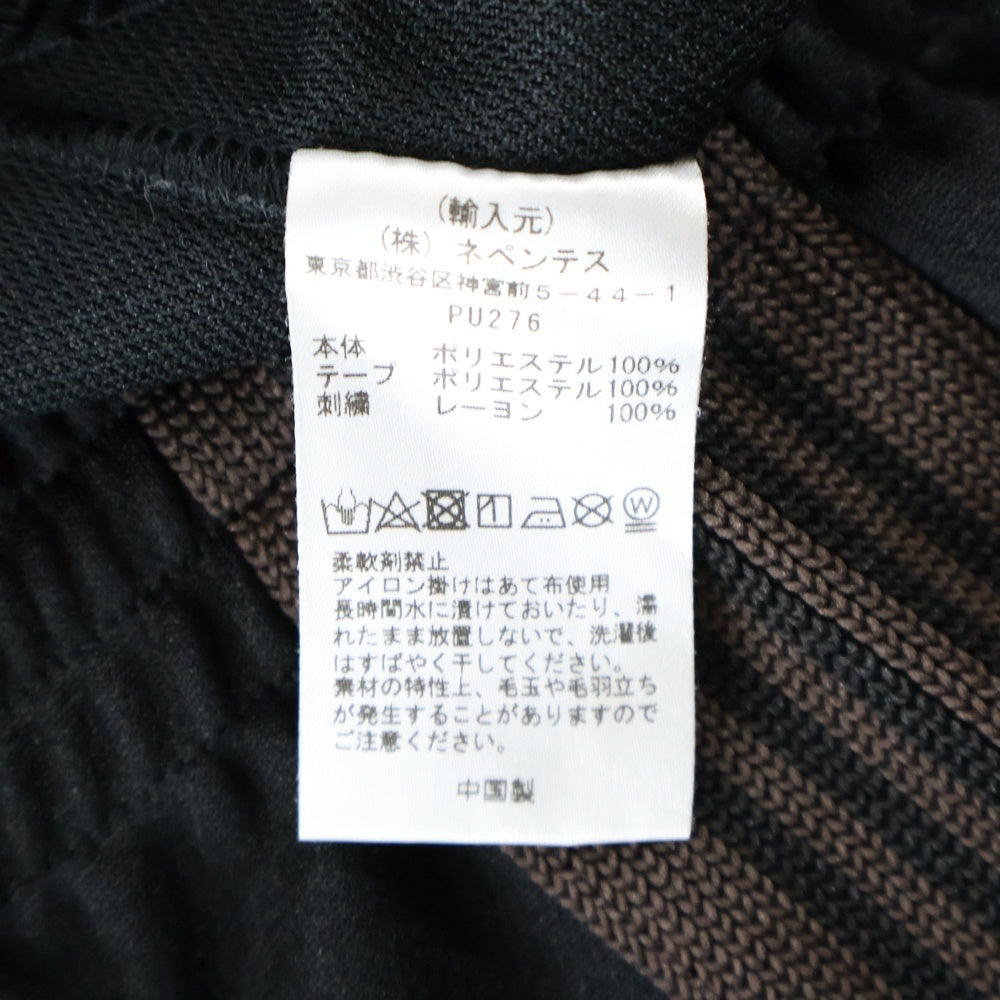 (輸入元)
(株) ネペンテス
東京都渋谷区神宮前5-44-1
PU276
本体 ポリエステル100%
テープ ポリエステル100%
刺繍 レーヨン 100%
W
柔軟剤禁止
アイロン掛けはあて布使用
長時間水に漬けておいたり、濡
れたまま放置しないで、洗濯後
はすばやく干してください。
素材の特性上、毛玉や毛羽立ち
が発生することがありますので
ご注意ください。
中国製